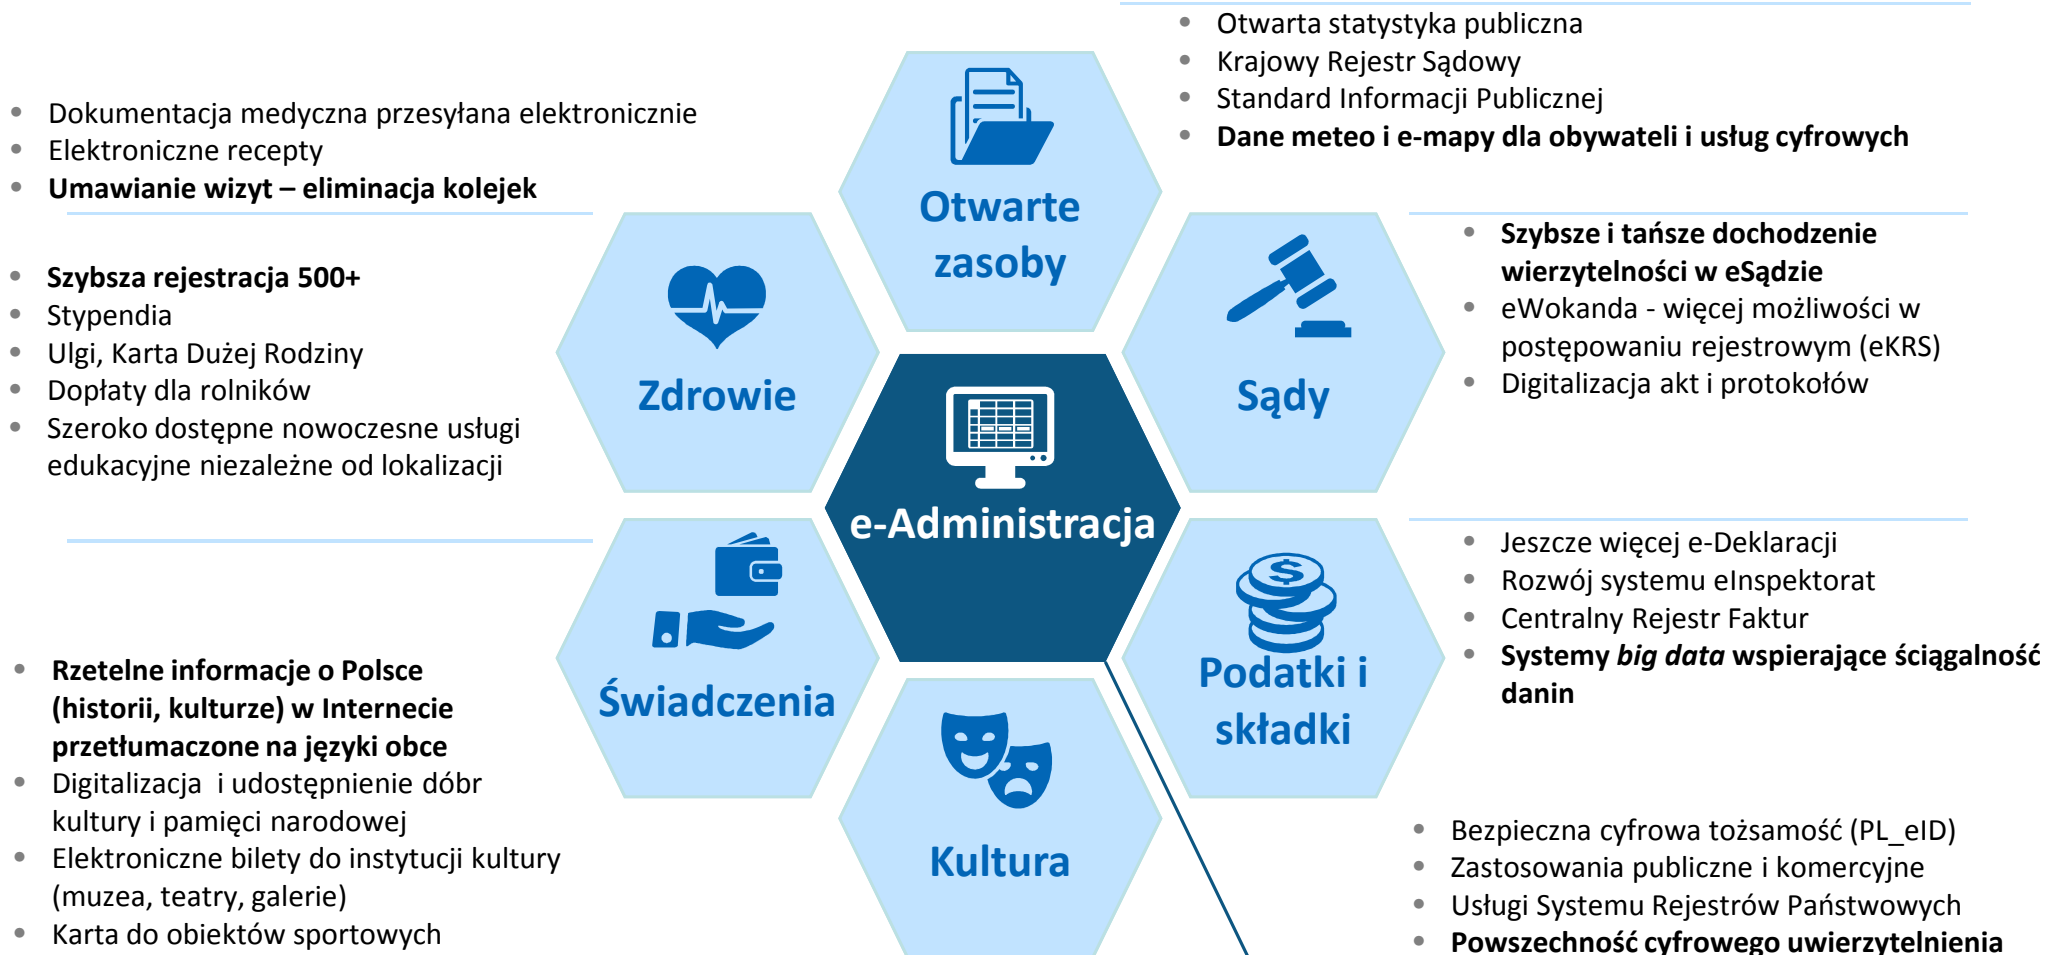 • Otwarta statystyka publiczna
• Krajowy Rejestr Sądowy
• Standard Informacji Publicznej
• Dane meteo i e-mapy dla obywateli i usług cyfrowych
• Dokumentacja medyczna przesyłana elektronicznie
• Elektroniczne recepty
• Umawianie wizyt – eliminacja kolejek
Otwarte
zasoby
• Szybsza rejestracja 500+
• Stypendia
• Ulgi, Karta Dużej Rodziny
• Dopłaty dla rolników
• Szeroko dostępne nowoczesne usługi
edukacyjne niezależne od lokalizacji
Zdrowie
Sądy
• Szybsze i tańsze dochodzenie
wierzytelności w eSądzie
• eWokanda - więcej możliwości w
postępowaniu rejestrowym (eKRS)
• Digitalizacja akt i protokołów
e-Administracja
• Jeszcze więcej e-Deklaracji
• Rozwój systemu eInspektorat
• Centralny Rejestr Faktur
• Systemy big data wspierające ściągalność
danin
Świadczenia
$
Podatki i
składki
• Rzetelne informacje o Polsce
(historii, kulturze) w Internecie
przetłumaczone na języki obce
• Digitalizacja i udostępnienie dóbr
kultury i pamięci narodowej
• Elektroniczne bilety do instytucji kultury
(muzea, teatry, galerie)
• Karta do obiektów sportowych
Kultura
• Bezpieczna cyfrowa tożsamość (PL_eID)
• Zastosowania publiczne i komercyjne
• Usługi Systemu Rejestrów Państwowych
• Powszechność cyfrowego uwierzytelnienia